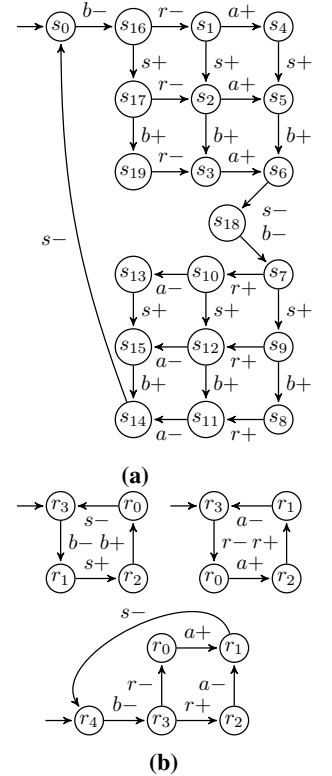 s₀ b− s₁₆ r− s₁ a+ s₄
s+ s+ s+
s₁₇ r− s₂ a+ s₅
b+ b+ b+
s₁₉ r− s₃ a+ s₆
s−
s₁₈ b−
s−
s₁₃ a− s₁₀ r+ s₇
s+ s+ s+
s₁₅ a− s₁₂ r+ s₉
b+ b+ b+
s₁₄ a− s₁₁ r+ s₈
(a)
r₃ s− r₀ r₃ a− r₁
b− b+ r− r+
r₁ s+ r₂ r₀ a+ r₂
s−
r₀ a+ r₁
r− a−
r₄ b− r₃ r+ r₂
(b)